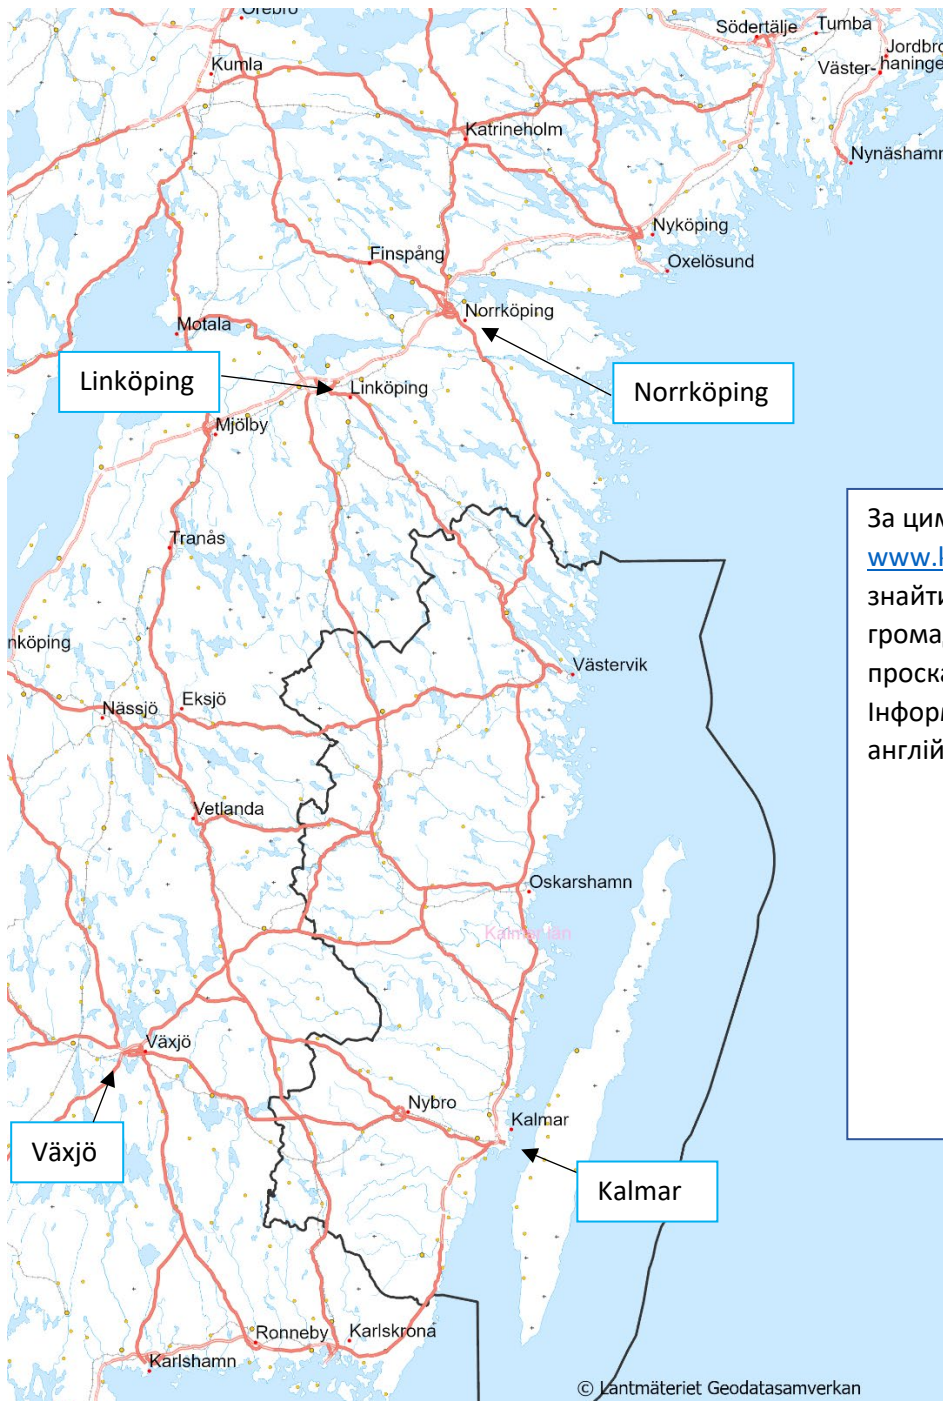 Örebro
Södertälje
Tumba
Kumla
Jordbro
Väster-
haninge
Katrineholm
Nynäshamn
Nyköping
Finspång
Oxelösund
Norrköping
Motala
Linköping
Linköping
Norrköping
Mjölby
Tranås
За цим
www.k
знайти
грома
проска
Інформ
англій
nköping
Västervik
Nässjö
Eksjö
Vetlanda
Oskarshamn
Kalmar län
Växjö
Nybro
Kalmar
Växjö
Kalmar
Ronneby
Karlskrona
Karlshamn
© Lantmäteriet Geodatasamverkan